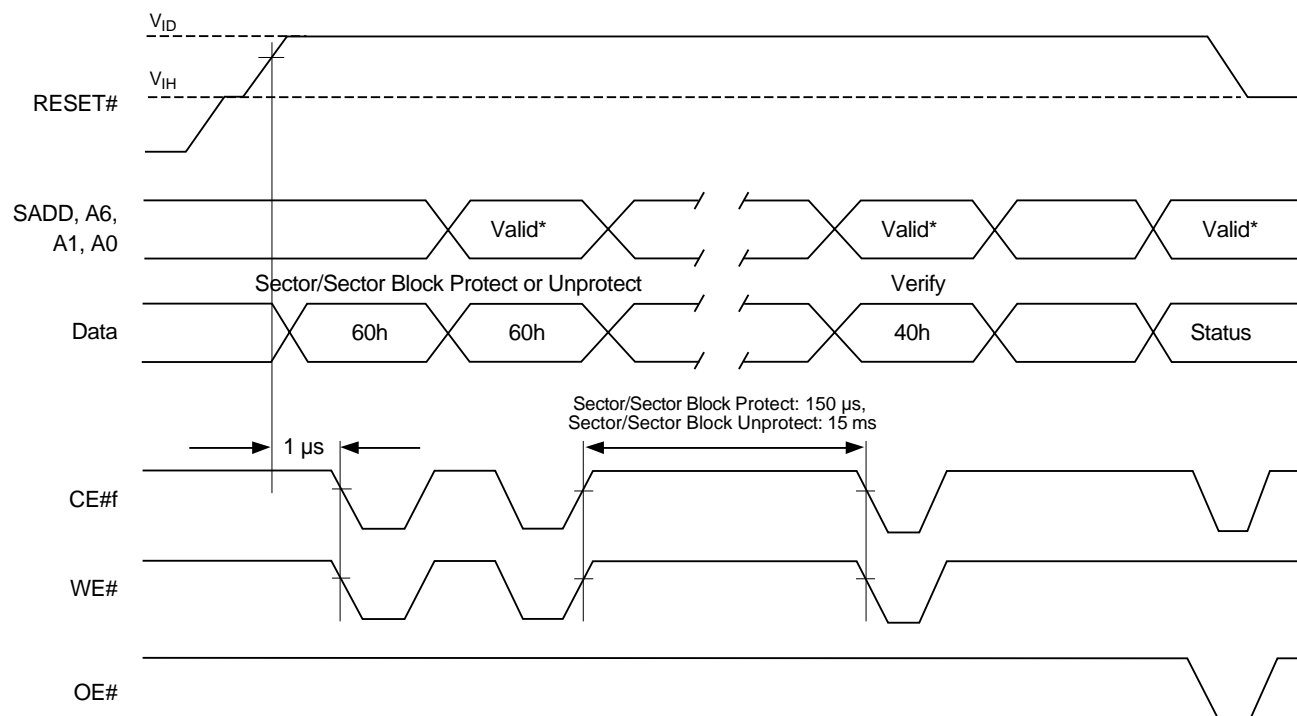 VID
VIH
RESET#
SADD, A6,
A1, A0
Valid* Valid* Valid*
Sector/Sector Block Protect or Unprotect Verify
Data 60h 60h 40h Status
Sector/Sector Block Protect: 150 µs,
Sector/Sector Block Unprotect: 15 ms
1 µs
CE#f
WE#
OE#